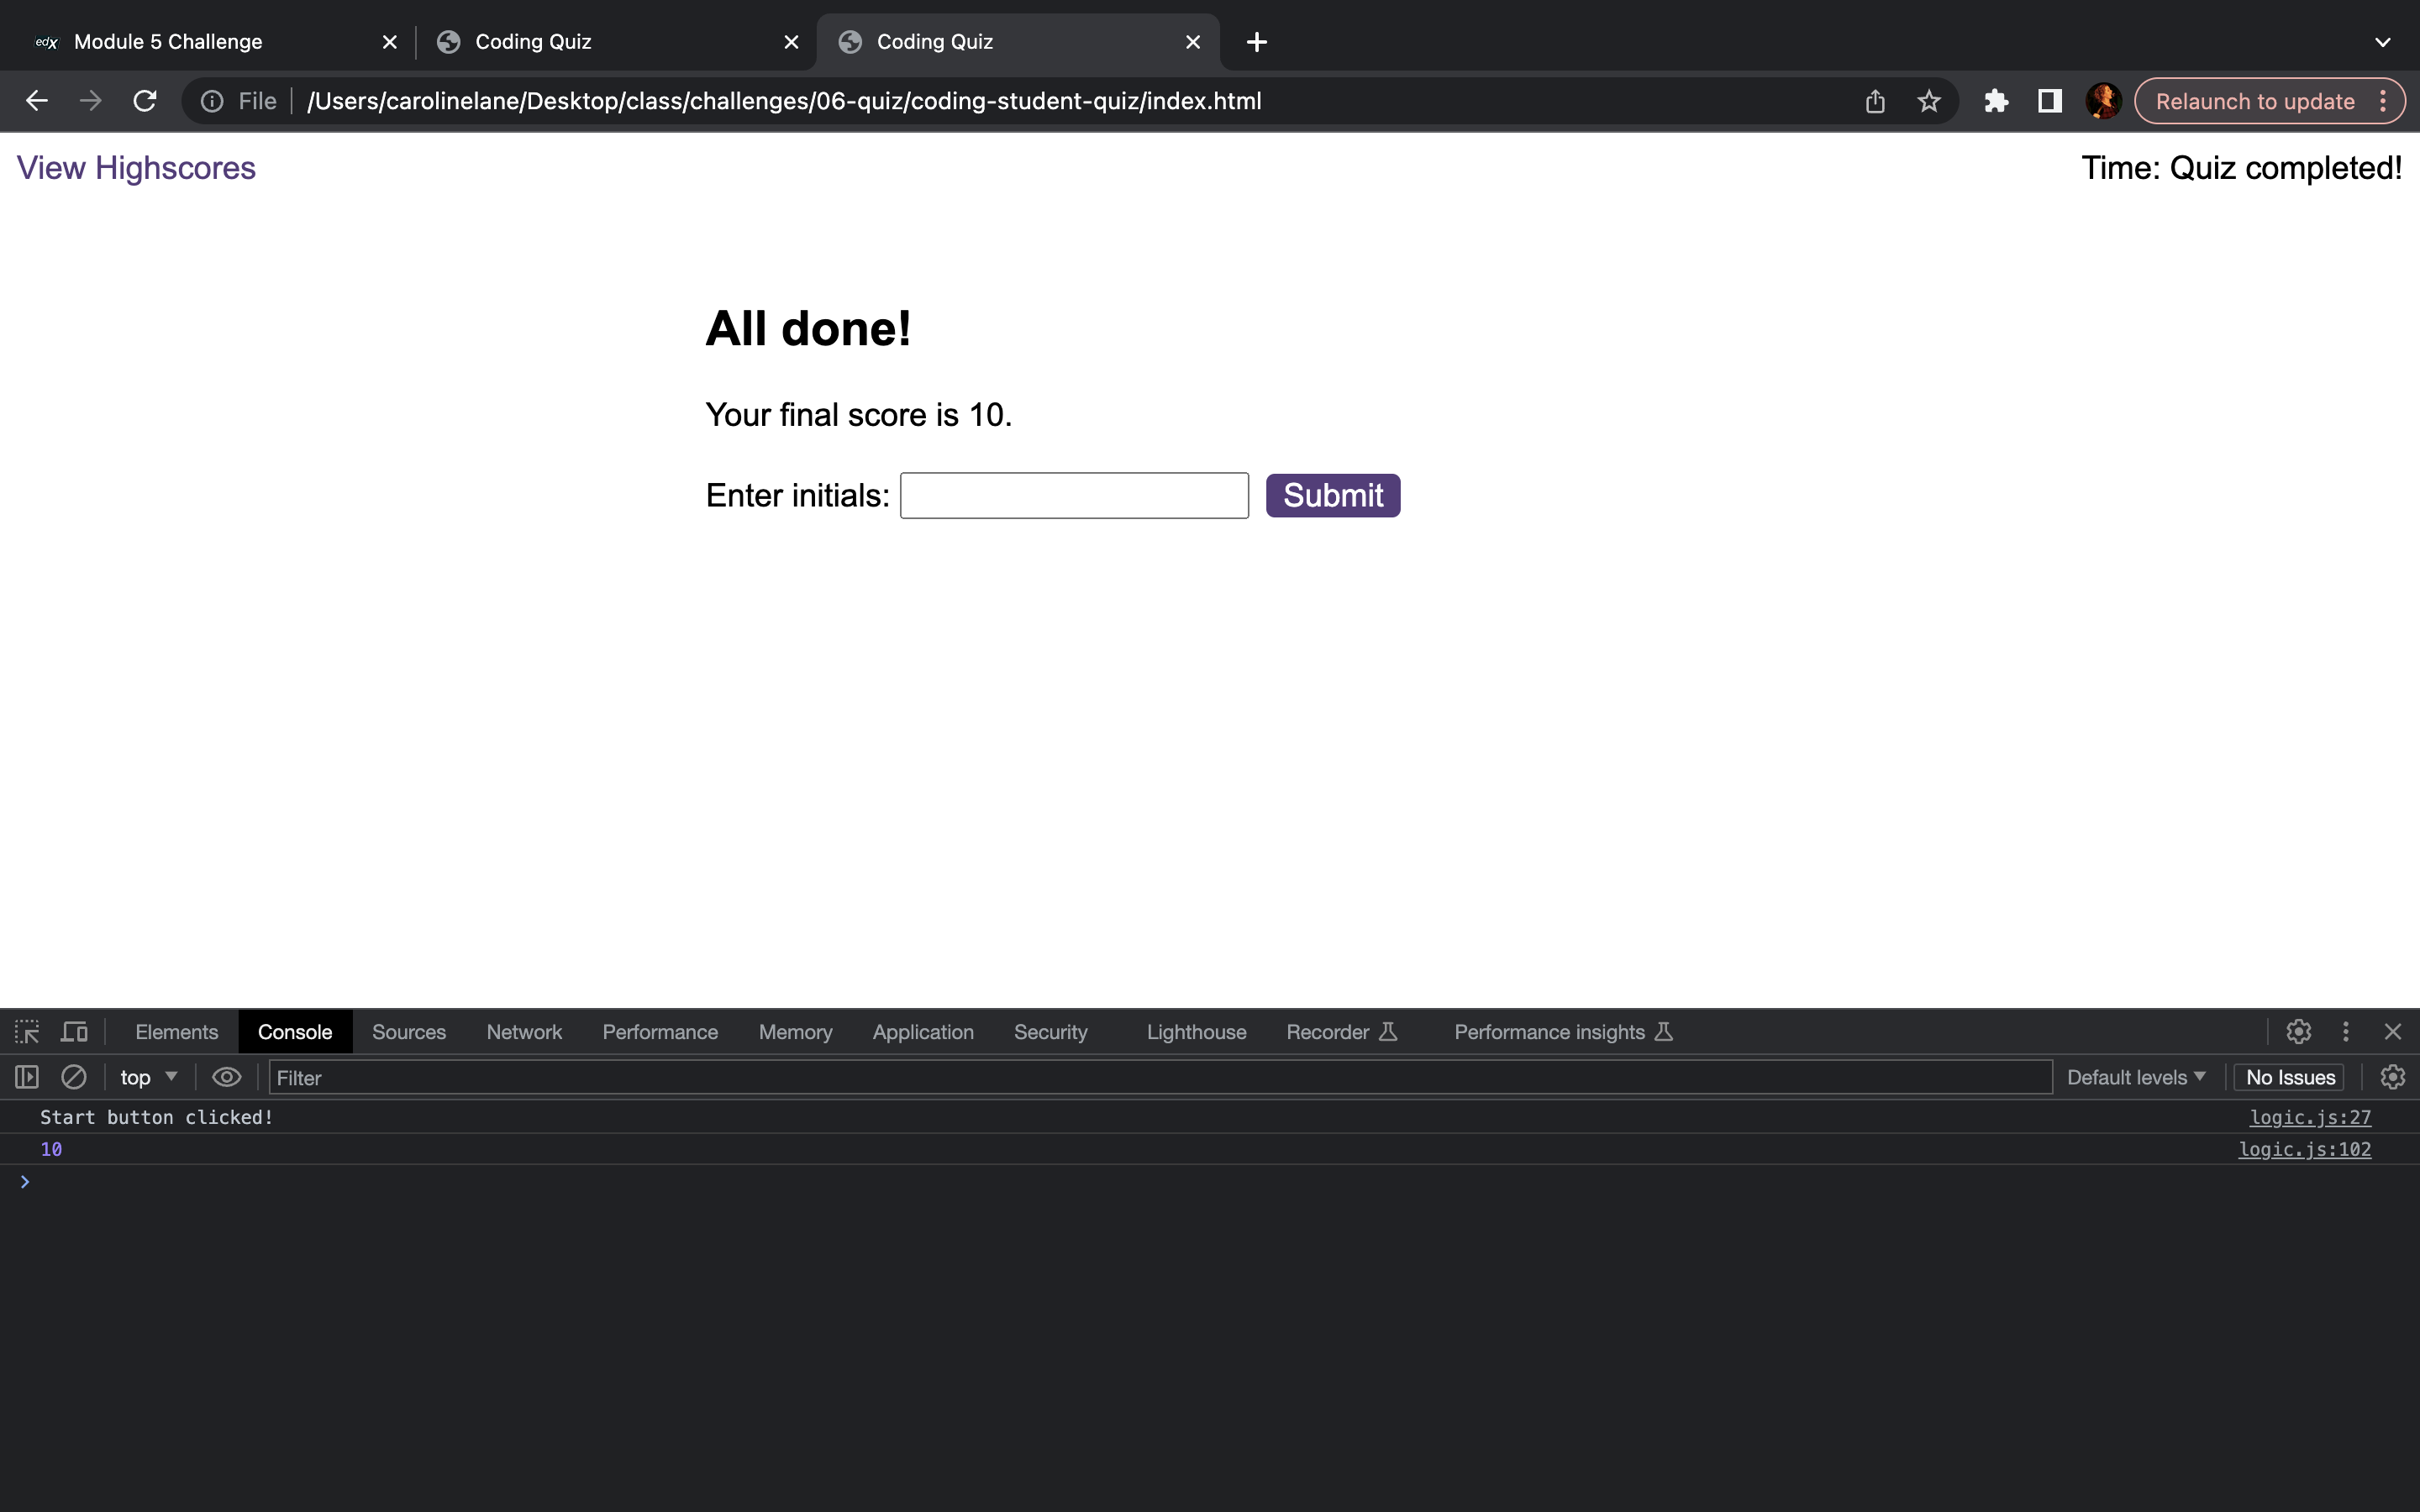 edX Module 5 Challenge
Coding Quiz
Coding Quiz
File /Users/carolinelane/Desktop/class/challenges/06-quiz/coding-student-quiz/index.html
Relaunch to update
View Highscores
Time: Quiz completed!
All done!
Your final score is 10.
Enter initials: Submit
Elements Console Sources Network Performance Memory Application Security Lighthouse Recorder Performance insights
top Filter Default levels No Issues
Start button clicked! logic.js:27
10 logic.js:102